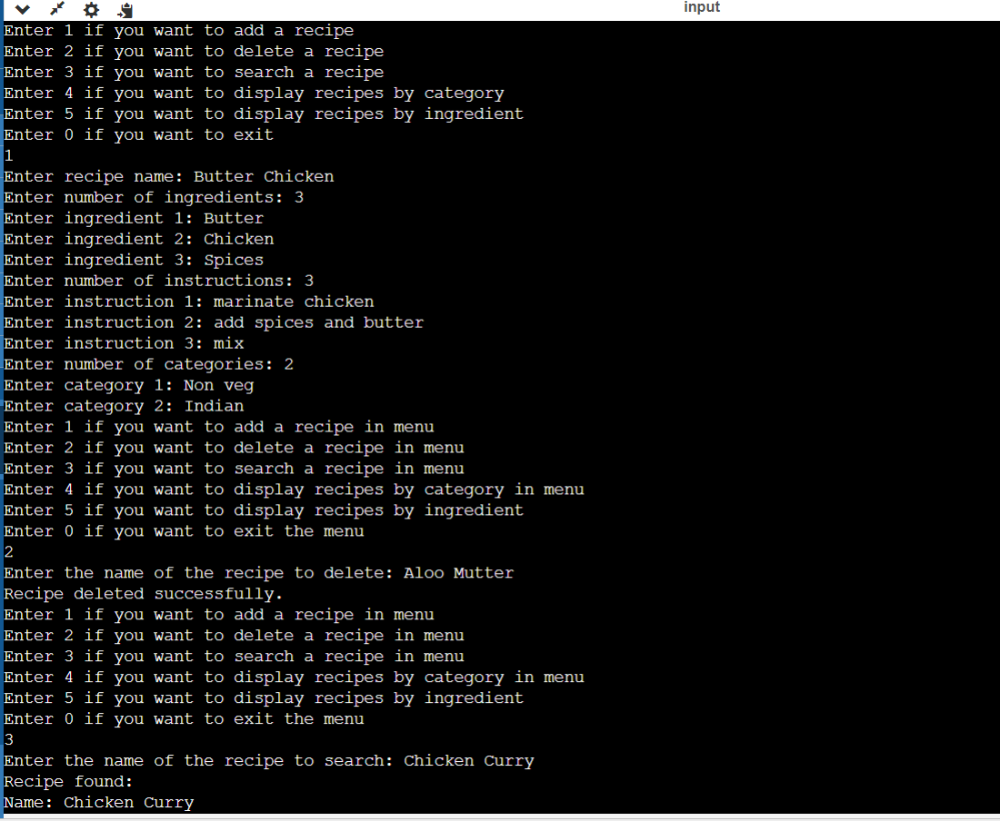 input
Enter 1 if you want to add a recipe
Enter 2 if you want to delete a recipe
Enter 3 if you want to search a recipe
Enter 4 if you want to display recipes by category
Enter 5 if you want to display recipes by ingredient
Enter 0 if you want to exit
1
Enter recipe name: Butter Chicken
Enter number of ingredients: 3
Enter ingredient 1: Butter
Enter ingredient 2: Chicken
Enter ingredient 3: Spices
Enter number of instructions: 3
Enter instruction 1: marinate chicken
Enter instruction 2: add spices and butter
Enter instruction 3: mix
Enter number of categories: 2
Enter category 1: Non veg
Enter category 2: Indian
Enter 1 if you want to add a recipe in menu
Enter 2 if you want to delete a recipe in menu
Enter 3 if you want to search a recipe in menu
Enter 4 if you want to display recipes by category in menu
Enter 5 if you want to display recipes by ingredient
Enter 0 if you want to exit the menu
2
Enter the name of the recipe to delete: Aloo Mutter
Recipe deleted successfully.
Enter 1 if you want to add a recipe in menu
Enter 2 if you want to delete a recipe in menu
Enter 3 if you want to search a recipe in menu
Enter 4 if you want to display recipes by category in menu
Enter 5 if you want to display recipes by ingredient
Enter 0 if you want to exit the menu
3
Enter the name of the recipe to search: Chicken Curry
Recipe found:
Name: Chicken Curry